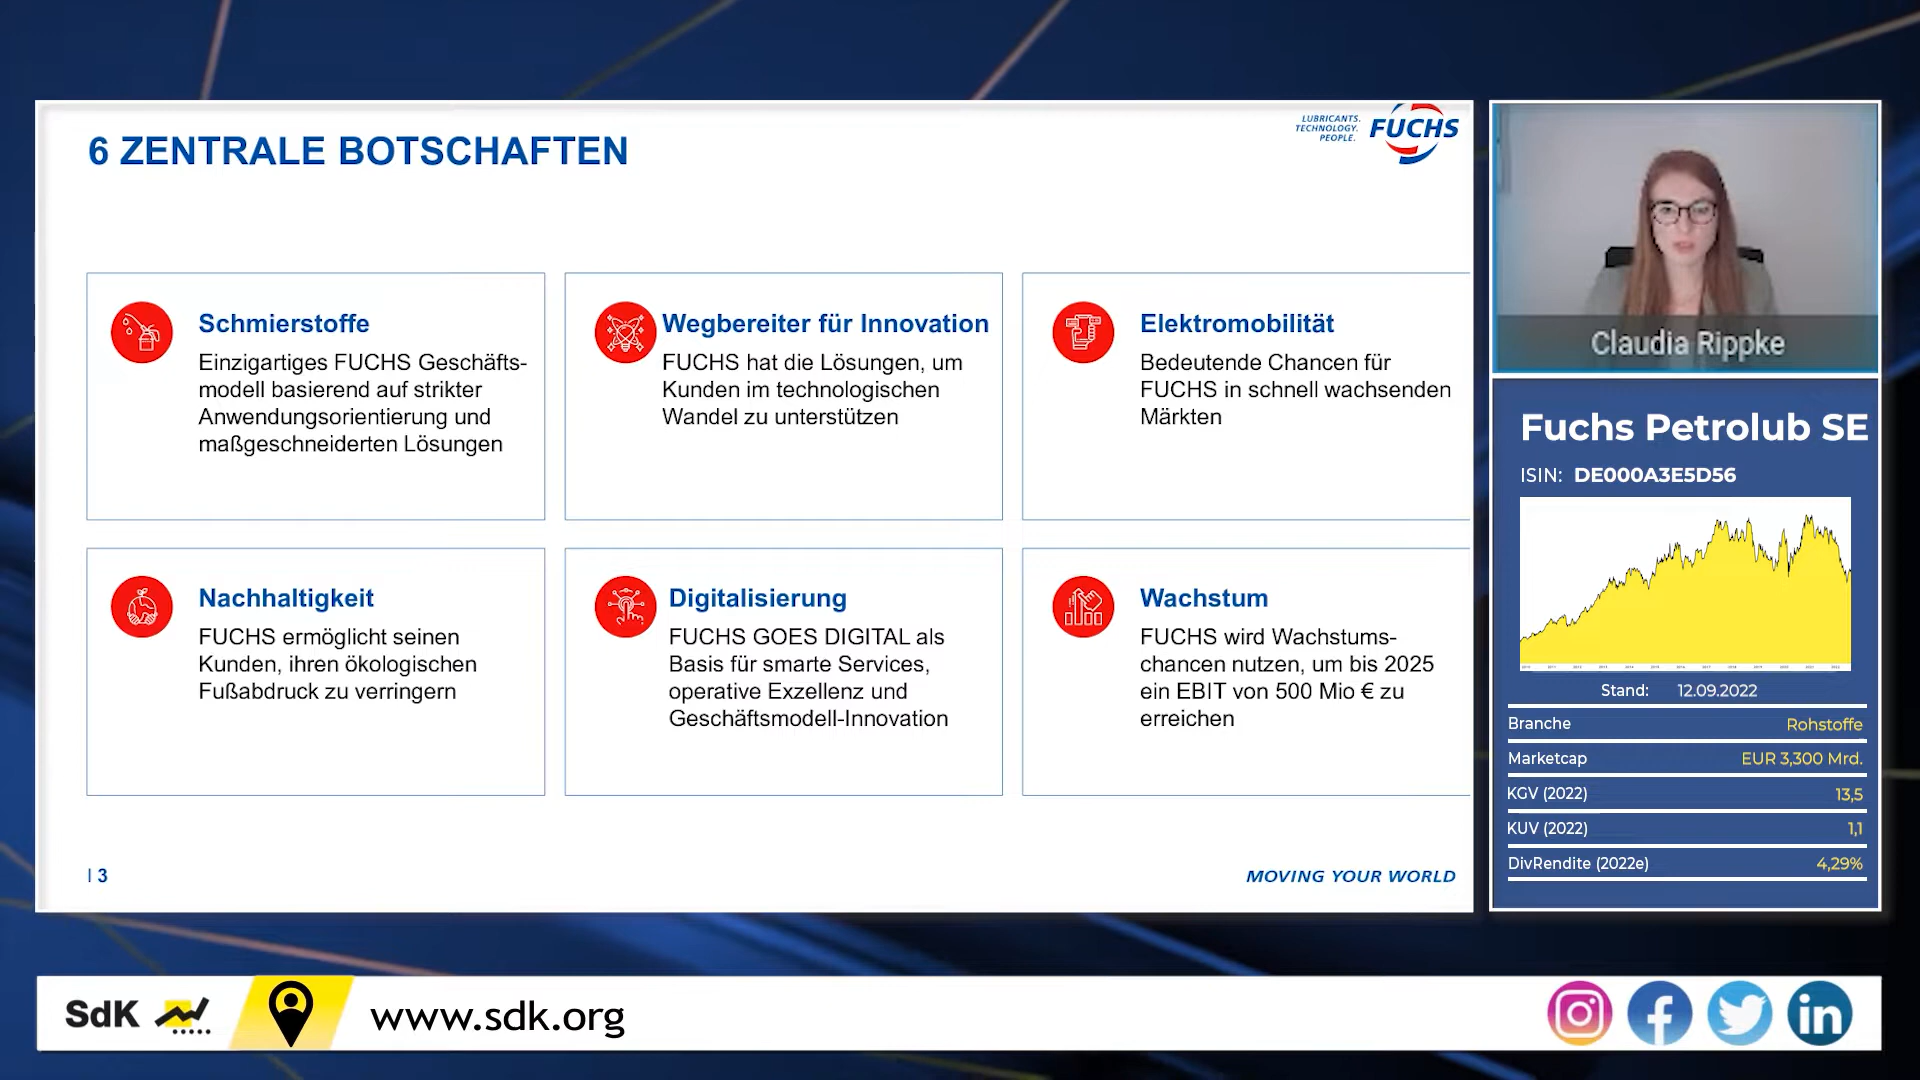 6 ZENTRALE BOTSCHAFTEN
LUBRICANTS.
TECHNOLOGY.
PEOPLE.
FUCHS
Schmierstoffe
Einzigartiges FUCHS Geschäfts-
modell basierend auf strikter
Anwendungsorientierung und
maßgeschneiderten Lösungen
Wegbereiter für Innovation
FUCHS hat die Lösungen, um
Kunden im technologischen
Wandel zu unterstützen
Elektromobilität
Bedeutende Chancen für
FUCHS in schnell wachsenden
Märkten
Nachhaltigkeit
FUCHS ermöglicht seinen
Kunden, ihren ökologischen
Fußabdruck zu verringern
Digitalisierung
FUCHS GOES DIGITAL als
Basis für smarte Services,
operative Exzellenz und
Geschäftsmodell-Innovation
Wachstum
FUCHS wird Wachstums-
chancen nutzen, um bis 2025
ein EBIT von 500 Mio € zu
erreichen
| 3
MOVING YOUR WORLD
Claudia Rippke
Fuchs Petrolub SE
ISIN: DE000A3E5D56
Stand: 12.09.2022
Branche Rohstoffe
Marketcap EUR 3,300 Mrd.
KGV (2022) 13,5
KUV (2022) 1,1
DivRendite (2022e) 4,29%
SdK
www.sdk.org